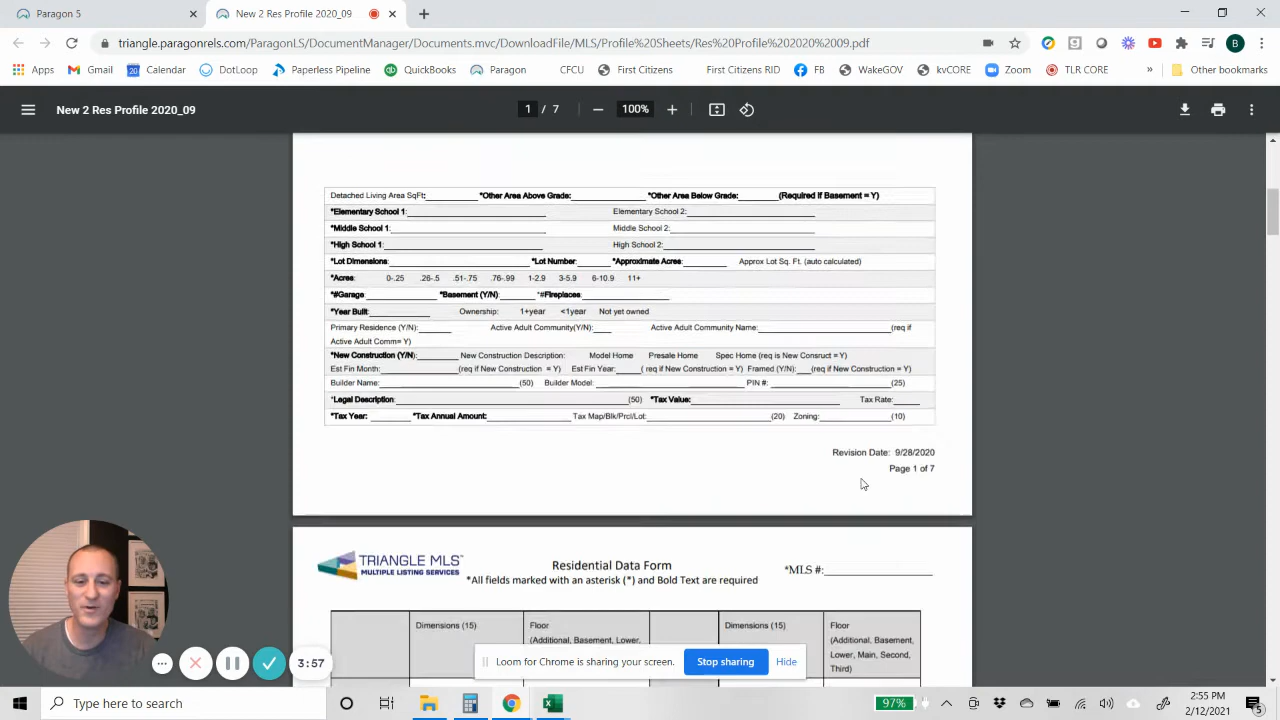 Paragon 5
New 2 Res Profile 2020_09
triangle.paragonrels.com/ParagonLS/DocumentManager/Documents.mvc/DownloadFile/MLS/Profile%20Sheets/Res%20Profile%202020%2009.pdf
Apps Gmail Calendar DotLoop Paperless Pipeline QuickBooks Paragon CFCU First Citizens First Citizens RID FB WakeGOV kvCORE Zoom TLR CORE » Other bookmarks
New 2 Res Profile 2020_09 1 / 7 100%
Detached Living Area SqFt: *Other Area Above Grade: *Other Area Below Grade: (Required If Basement = Y)
*Elementary School 1: Elementary School 2:
*Middle School 1: Middle School 2:
*High School 1: High School 2:
*Lot Dimensions: *Lot Number: *Approximate Acres: Approx Lot Sq. Ft. (auto calculated)
*Acres: 0-.25 .26-.5 .51-.75 .76-.99 1-2.9 3-5.9 6-10.9 11+
*#Garage: *Basement (Y/N): *#Fireplaces:
*Year Built: Ownership: 1+year <1year Not yet owned
Primary Residence (Y/N): Active Adult Community(Y/N): Active Adult Community Name: (req if
Active Adult Comm= Y)
*New Construction (Y/N): New Construction Description: Model Home Presale Home Spec Home (req is New Consruct = Y)
Est Fin Month: (req if New Construction = Y) Est Fin Year: ( req if New Construction = Y) Framed (Y/N): (req if New Construction = Y)
Builder Name: (50) Builder Model: PIN #: (25)
*Legal Description: (50) *Tax Value: Tax Rate:
*Tax Year: *Tax Annual Amount: Tax Map/Blk/Prcl/Lot: (20) Zoning: (10)
Revision Date: 9/28/2020
Page 1 of 7
TRIANGLE MLS™
MULTIPLE LISTING SERVICES
Residential Data Form
*All fields marked with an asterisk (*) and Bold Text are required
*MLS #:
Dimensions (15) Floor Dimensions (15) Floor
(Additional, Basement, Lower, (Additional, Basement,
Lower, Main, Second,
Third)
3:57
Loom for Chrome is sharing your screen. Stop sharing Hide
Type here to search
97%
2:55 PM
2/12/2021
5